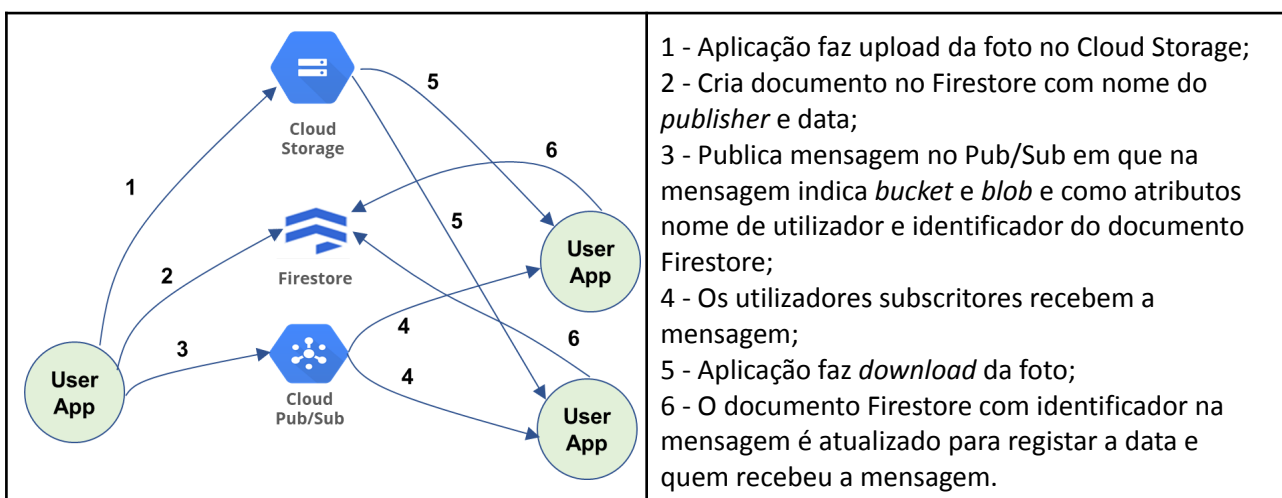 Cloud
Storage
Firestore
Cloud
Pub/Sub
User
App
User
App
User
App
1
2
3
4
4
5
5
6
6
1 - Aplicação faz upload da foto no Cloud Storage;
2 - Cria documento no Firestore com nome do
publisher e data;
3 - Publica mensagem no Pub/Sub em que na
mensagem indica bucket e blob e como atributos
nome de utilizador e identificador do documento
Firestore;
4 - Os utilizadores subscritores recebem a
mensagem;
5 - Aplicação faz download da foto;
6 - O documento Firestore com identificador na
mensagem é atualizado para registar a data e
quem recebeu a mensagem.